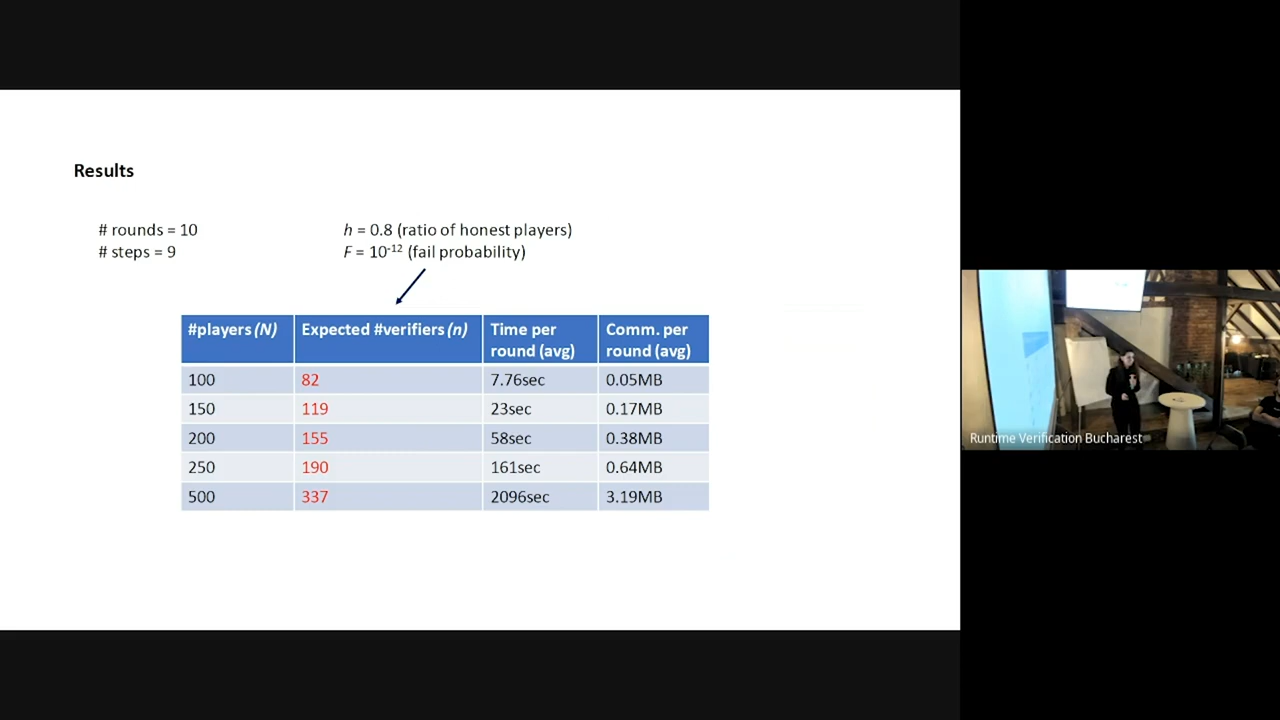 Results
# rounds = 10
# steps = 9
h = 0.8 (ratio of honest players)
F = 10⁻¹² (fail probability)
#players (N) Expected #verifiers (n) Time per round (avg) Comm. per round (avg)
100 82 7.76sec 0.05MB
150 119 23sec 0.17MB
200 155 58sec 0.38MB
250 190 161sec 0.64MB
500 337 2096sec 3.19MB
Runtime Verification Bucharest